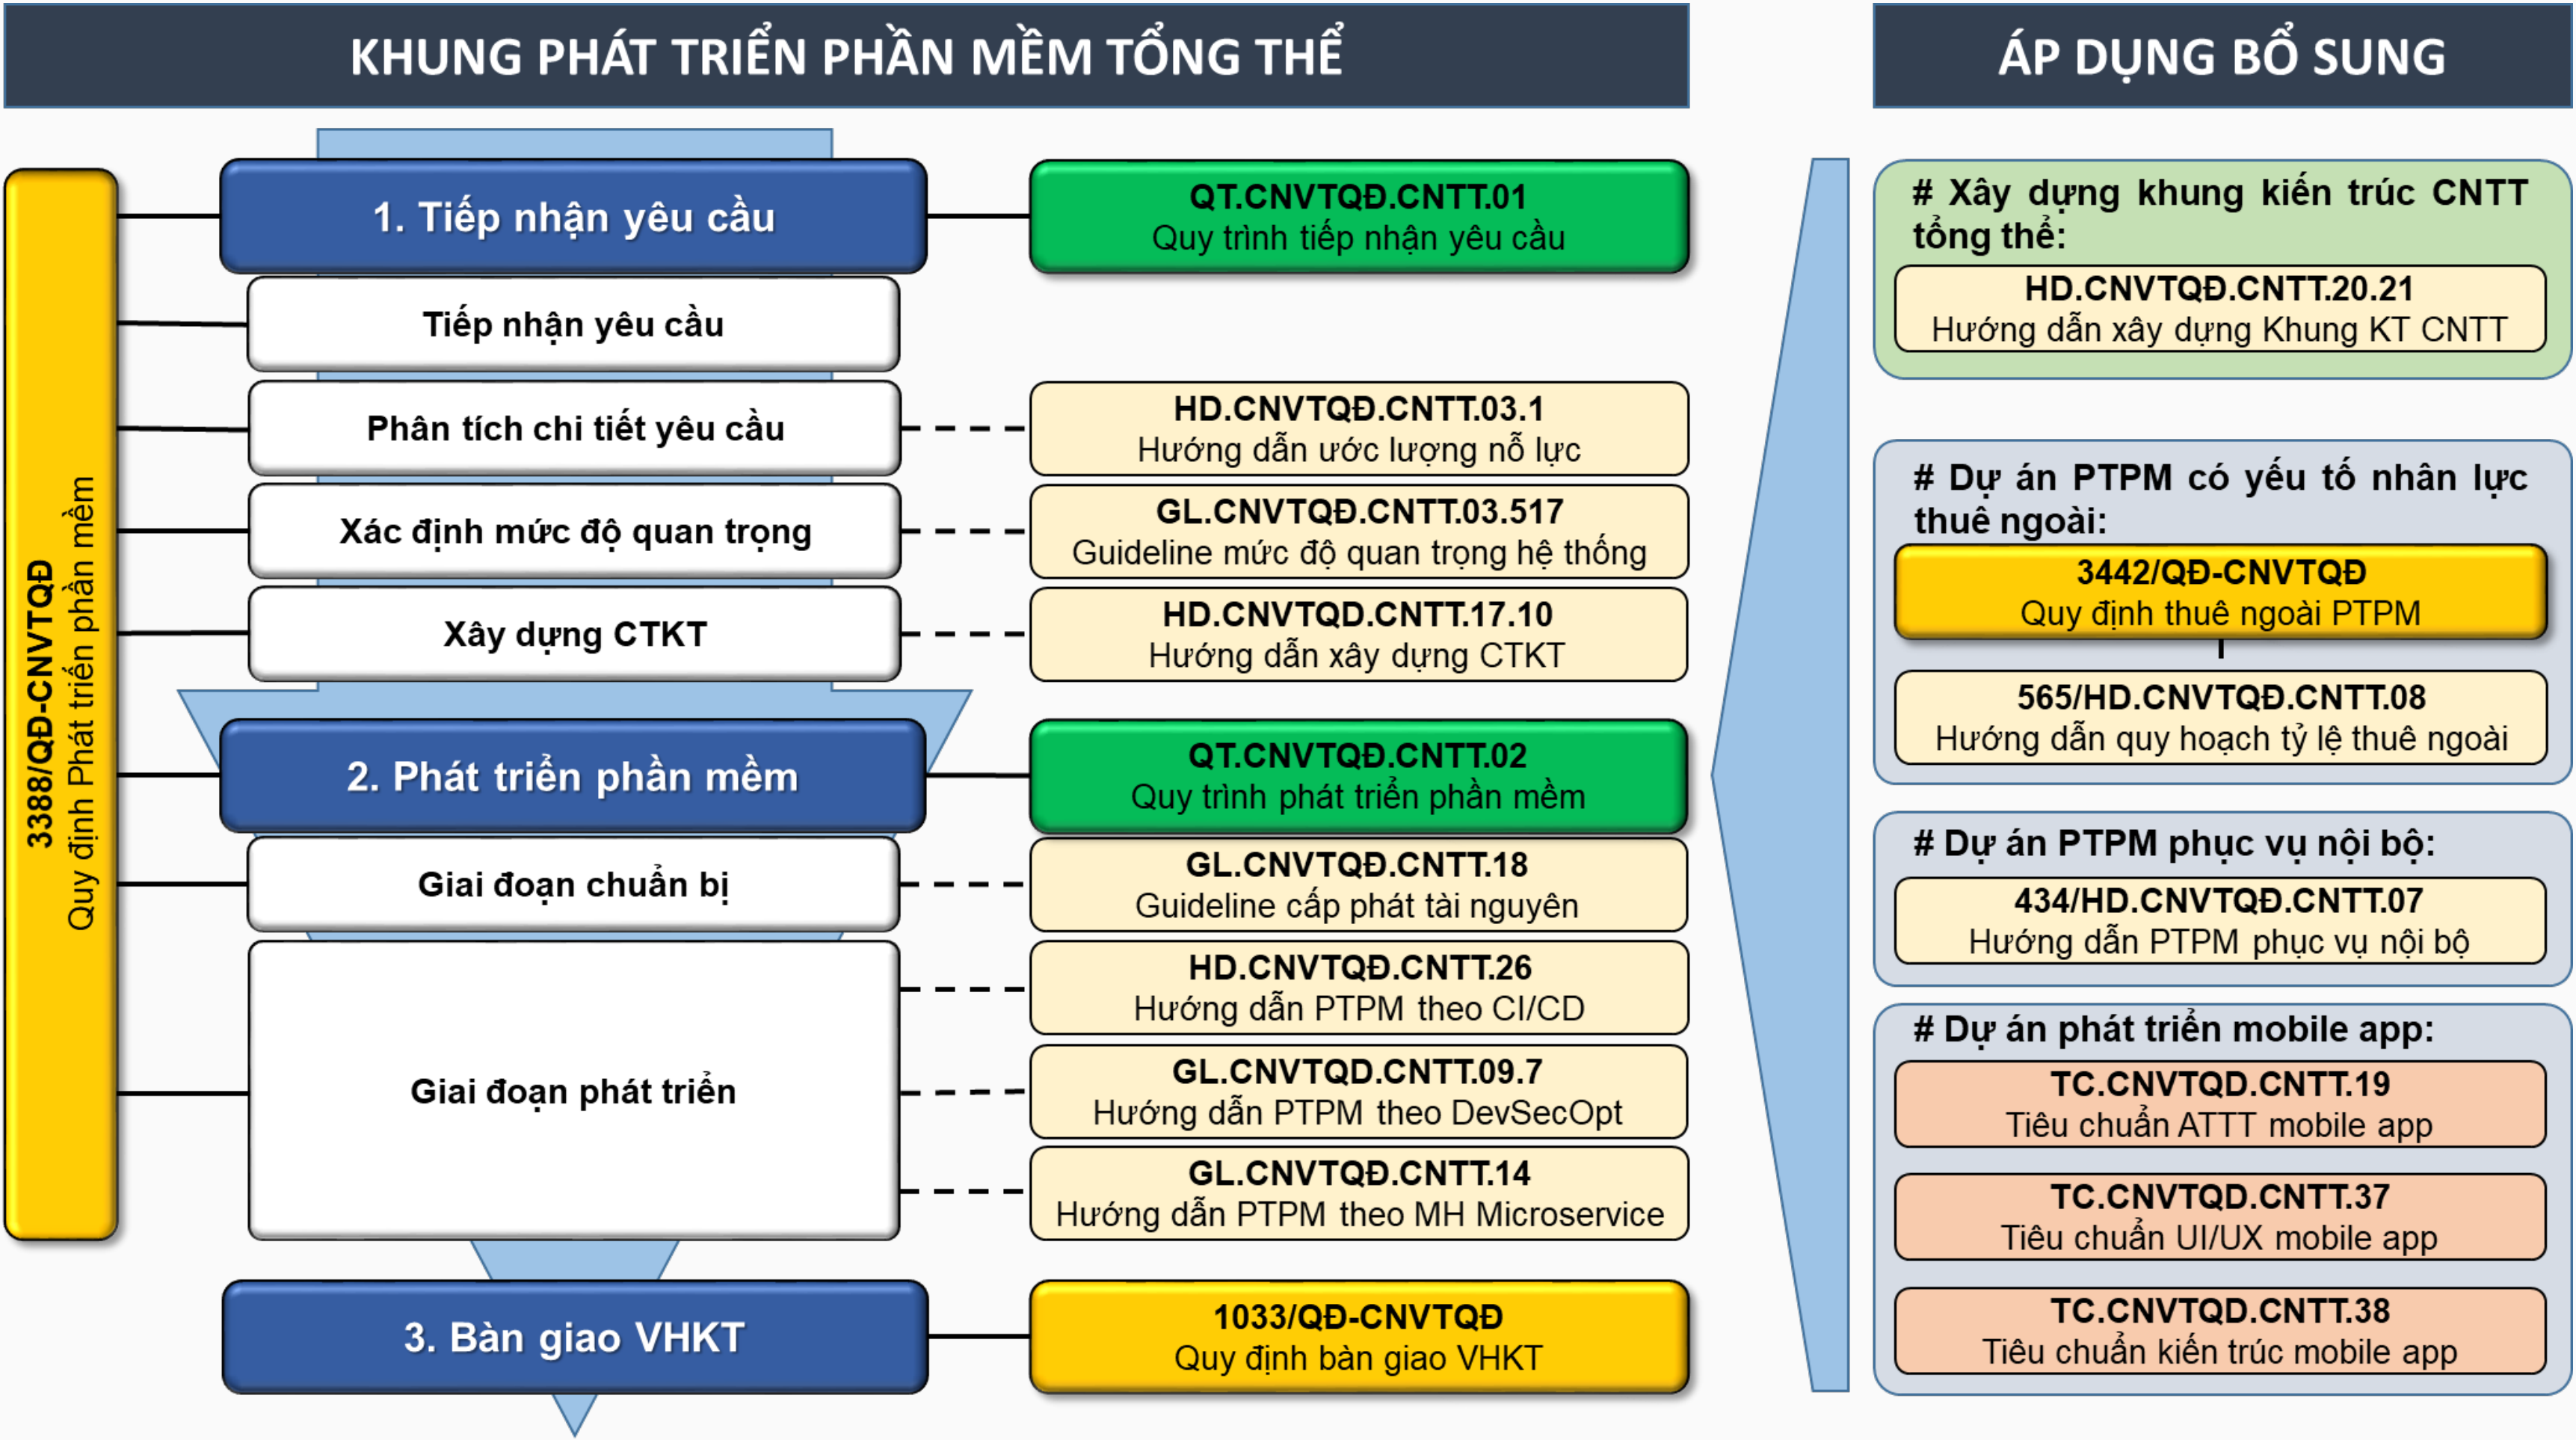 KHUNG PHÁT TRIỂN PHẦN MỀM TỔNG THỂ
3388/QĐ-CNVTQĐ
Quy định Phát triển phần mềm
1. Tiếp nhận yêu cầu
QT.CNVTQĐ.CNTT.01
Quy trình tiếp nhận yêu cầu
Tiếp nhận yêu cầu
Phân tích chi tiết yêu cầu
HD.CNVTQĐ.CNTT.03.1
Hướng dẫn ước lượng nỗ lực
Xác định mức độ quan trọng
GL.CNVTQĐ.CNTT.03.517
Guideline mức độ quan trọng hệ thống
Xây dựng CTKT
HD.CNVTQD.CNTT.17.10
Hướng dẫn xây dựng CTKT
2. Phát triển phần mềm
QT.CNVTQĐ.CNTT.02
Quy trình phát triển phần mềm
Giai đoạn chuẩn bị
GL.CNVTQĐ.CNTT.18
Guideline cấp phát tài nguyên
Giai đoạn phát triển
HD.CNVTQĐ.CNTT.26
Hướng dẫn PTPM theo CI/CD
GL.CNVTQD.CNTT.09.7
Hướng dẫn PTPM theo DevSecOpt
GL.CNVTQĐ.CNTT.14
Hướng dẫn PTPM theo MH Microservice
3. Bàn giao VHKT
1033/QĐ-CNVTQĐ
Quy định bàn giao VHKT
ÁP DỤNG BỔ SUNG
# Xây dựng khung kiến trúc CNTT
tổng thể:
HD.CNVTQĐ.CNTT.20.21
Hướng dẫn xây dựng Khung KT CNTT
# Dự án PTPM có yếu tố nhân lực
thuê ngoài:
3442/QĐ-CNVTQĐ
Quy định thuê ngoài PTPM
565/HD.CNVTQĐ.CNTT.08
Hướng dẫn quy hoạch tỷ lệ thuê ngoài
# Dự án PTPM phục vụ nội bộ:
434/HD.CNVTQĐ.CNTT.07
Hướng dẫn PTPM phục vụ nội bộ
# Dự án phát triển mobile app:
TC.CNVTQD.CNTT.19
Tiêu chuẩn ATTT mobile app
TC.CNVTQD.CNTT.37
Tiêu chuẩn UI/UX mobile app
TC.CNVTQD.CNTT.38
Tiêu chuẩn kiến trúc mobile app